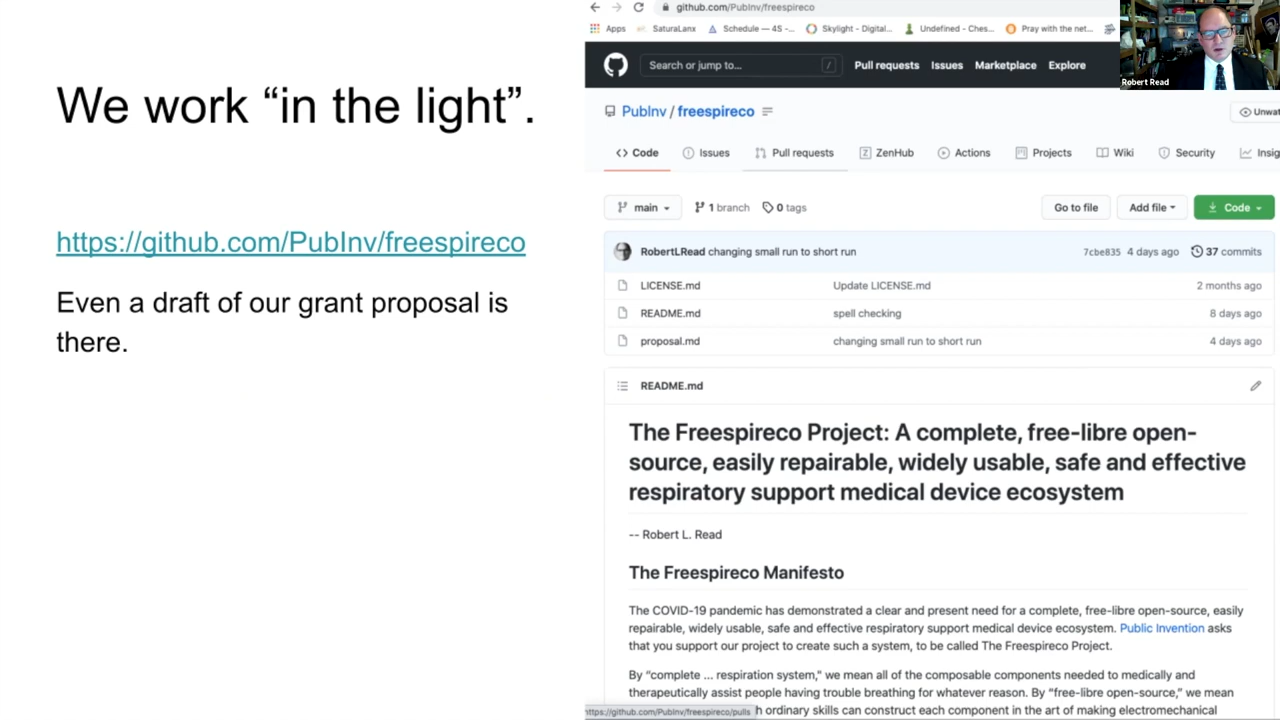 We work “in the light”.
https://github.com/PubInv/freespireco
Even a draft of our grant proposal is
there.
github.com/PubInv/freespireco
Apps
SaturaLanx
Schedule — 4S -...
Skylight - Digital...
Undefined - Ches...
Pray with the net...
Robert Read
Search or jump to...
/
Pull requests
Issues
Marketplace
Explore
PubInv / freespireco
Unwat
Code
Issues
Pull requests
ZenHub
Actions
Projects
Wiki
Security
Insig
main
1 branch
0 tags
Go to file
Add file
Code
RobertLRead changing small run to short run
7cbe835 4 days ago
37 commits
LICENSE.md Update LICENSE.md 2 months ago
README.md spell checking 8 days ago
proposal.md changing small run to short run 4 days ago
README.md
The Freespireco Project: A complete, free-libre open-
source, easily repairable, widely usable, safe and effective
respiratory support medical device ecosystem
-- Robert L. Read
The Freespireco Manifesto
The COVID-19 pandemic has demonstrated a clear and present need for a complete, free-libre open-source, easily
repairable, widely usable, safe and effective respiratory support medical device ecosystem. Public Invention asks
that you support our project to create such a system, to be called The Freespireco Project.
By “complete ... respiration system,” we mean all of the composable components needed to medically and
therapeutically assist people having trouble breathing for whatever reason. By “free-libre open-source,” we mean
h ordinary skills can construct each component in the art of making electromechanical
https://github.com/PubInv/freespireco/pulls